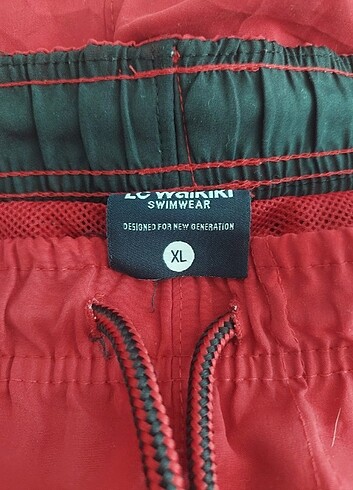 LC WAIKIKI
SWIMWEAR
DESIGNED FOR NEW GENERATION
XL